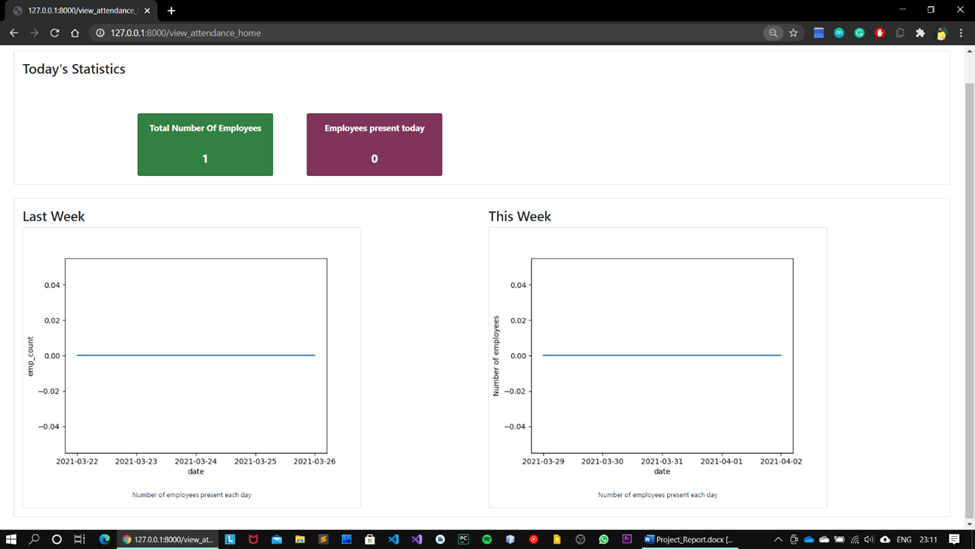 127.0.0.1:8000/view_attendance_h
127.0.0.1:8000/view_attendance_home
Today's Statistics
Total Number Of Employees
1
Employees present today
0
Last Week
0.04
0.02
0.00
−0.02
−0.04
emp_count
2021-03-22 2021-03-23 2021-03-24 2021-03-25 2021-03-26
date
Number of employees present each day
This Week
0.04
0.02
0.00
−0.02
−0.04
Number of employees
2021-03-29 2021-03-30 2021-03-31 2021-04-01 2021-04-02
date
Number of employees present each day
127.0.0.1:8000/view_at...
Project_Report.docx [...
ENG
23:11